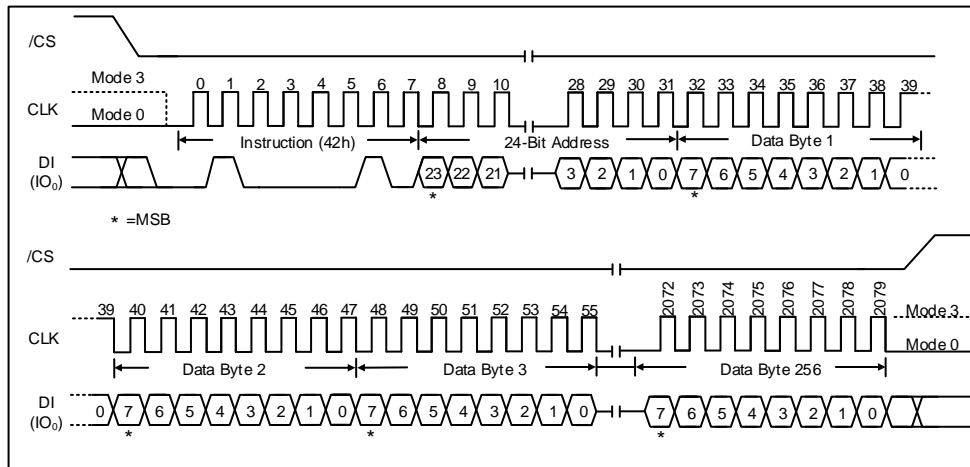 /CS
Mode 3
0 1 2 3 4 5 6 7 8 9 10 28 29 30 31 32 33 34 35 36 37 38 39
CLK
Mode 0
Instruction (42h) 24-Bit Address Data Byte 1
DI
(IO₀)
23 22 21 3 2 1 0 7 6 5 4 3 2 1 0
* *
* =MSB
/CS
39 40 41 42 43 44 45 46 47 48 49 50 51 52 53 54 55 2072 2073 2074 2075 2076 2077 2078 2079
Mode 3
CLK
Mode 0
Data Byte 2 Data Byte 3 Data Byte 256
DI
(IO₀)
0 7 6 5 4 3 2 1 0 7 6 5 4 3 2 1 0 7 6 5 4 3 2 1 0
* * *